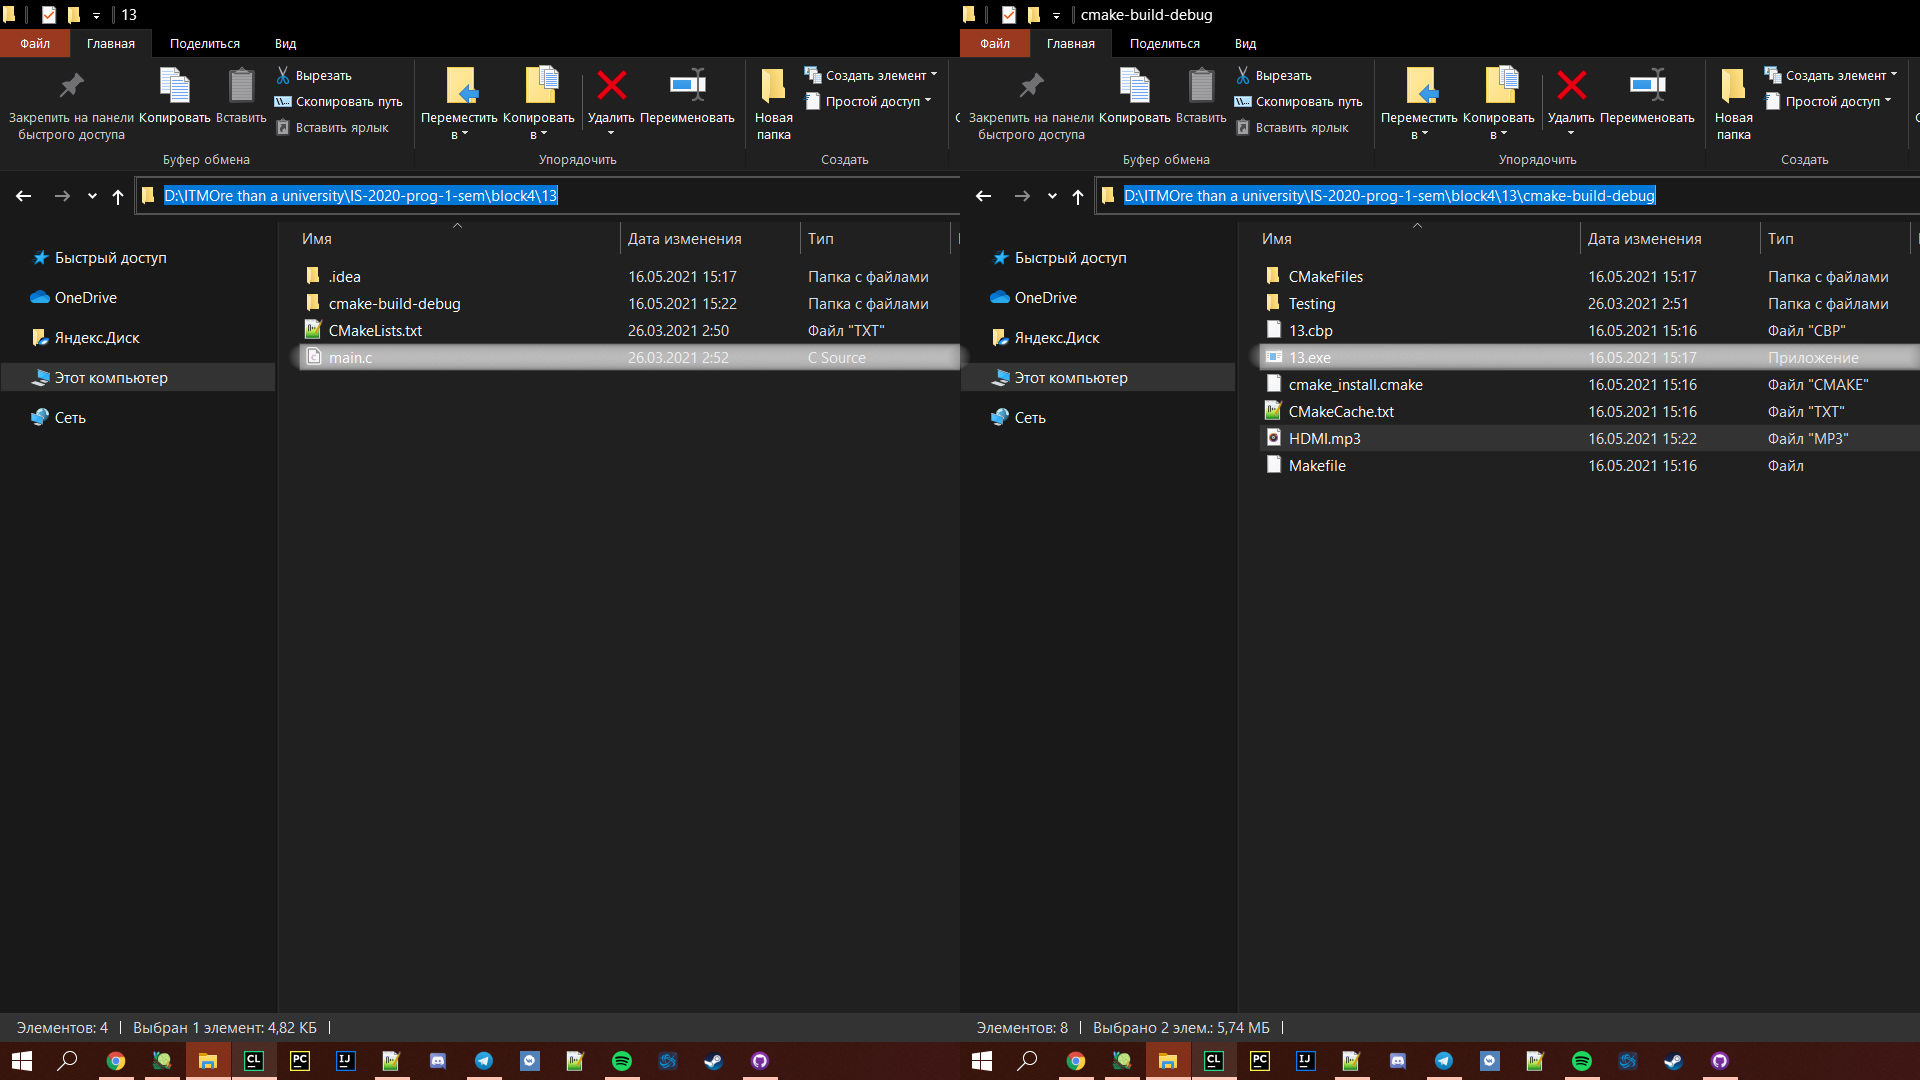 13
Файл Главная Поделиться Вид
Закрепить на панели быстрого доступа
Копировать
Вставить
Вырезать
Скопировать путь
Вставить ярлык
Буфер обмена
Переместить в
Копировать в
Удалить
Переименовать
Упорядочить
Новая папка
Создать элемент
Простой доступ
Создать
D:\ITMOre than a university\IS-2020-prog-1-sem\block4\13
Быстрый доступ
OneDrive
Яндекс.Диск
Этот компьютер
Сеть
Имя Дата изменения Тип
.idea 16.05.2021 15:17 Папка с файлами
cmake-build-debug 16.05.2021 15:22 Папка с файлами
CMakeLists.txt 26.03.2021 2:50 Файл "TXT"
main.c 26.03.2021 2:52 C Source
Элементов: 4 Выбран 1 элемент: 4,82 КБ
CL PC IJ
cmake-build-debug
Файл Главная Поделиться Вид
Закрепить на панели быстрого доступа
Копировать
Вставить
Вырезать
Скопировать путь
Вставить ярлык
Буфер обмена
Переместить в
Копировать в
Удалить
Переименовать
Упорядочить
Новая папка
Создать элемент
Простой доступ
Создать
D:\ITMOre than a university\IS-2020-prog-1-sem\block4\13\cmake-build-debug
Быстрый доступ
OneDrive
Яндекс.Диск
Этот компьютер
Сеть
Имя Дата изменения Тип
CMakeFiles 16.05.2021 15:17 Папка с файлами
Testing 26.03.2021 2:51 Папка с файлами
13.cbp 16.05.2021 15:16 Файл "CBP"
13.exe 16.05.2021 15:17 Приложение
cmake_install.cmake 16.05.2021 15:16 Файл "CMAKE"
CMakeCache.txt 16.05.2021 15:16 Файл "TXT"
HDMI.mp3 16.05.2021 15:22 Файл "MP3"
Makefile 16.05.2021 15:16 Файл
Элементов: 8 Выбрано 2 элем.: 5,74 МБ
CL PC IJ